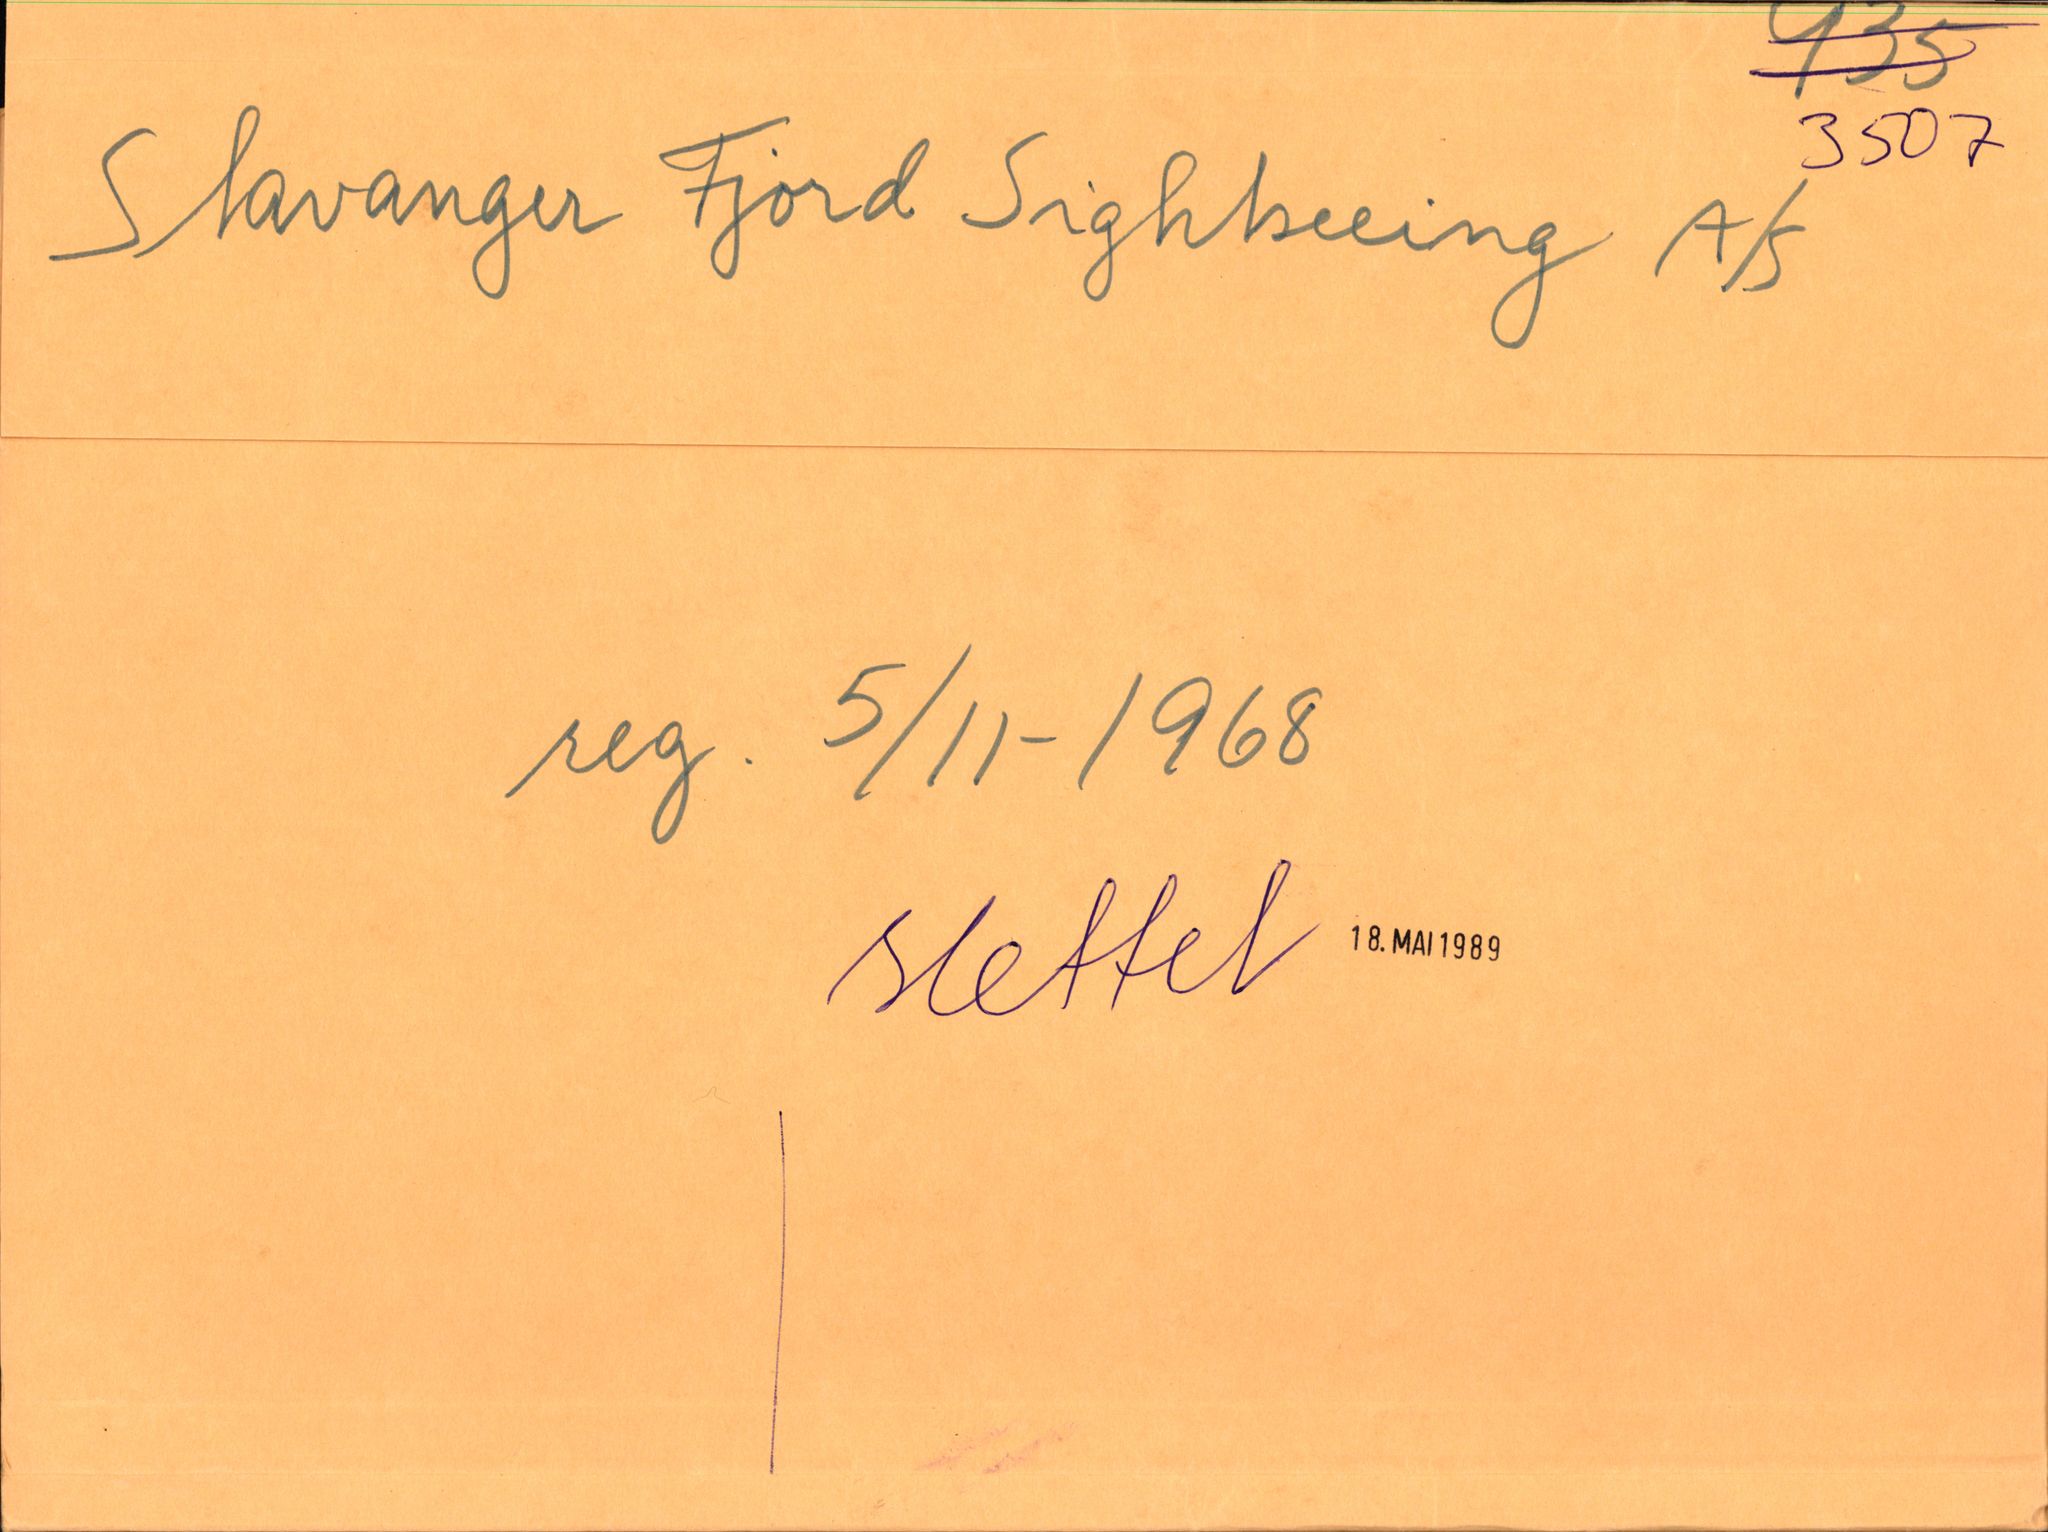 935
3507
Stavanger Fjord Sightseeing A/S
reg. 5/11-1968
slettet 18. MAI 1989